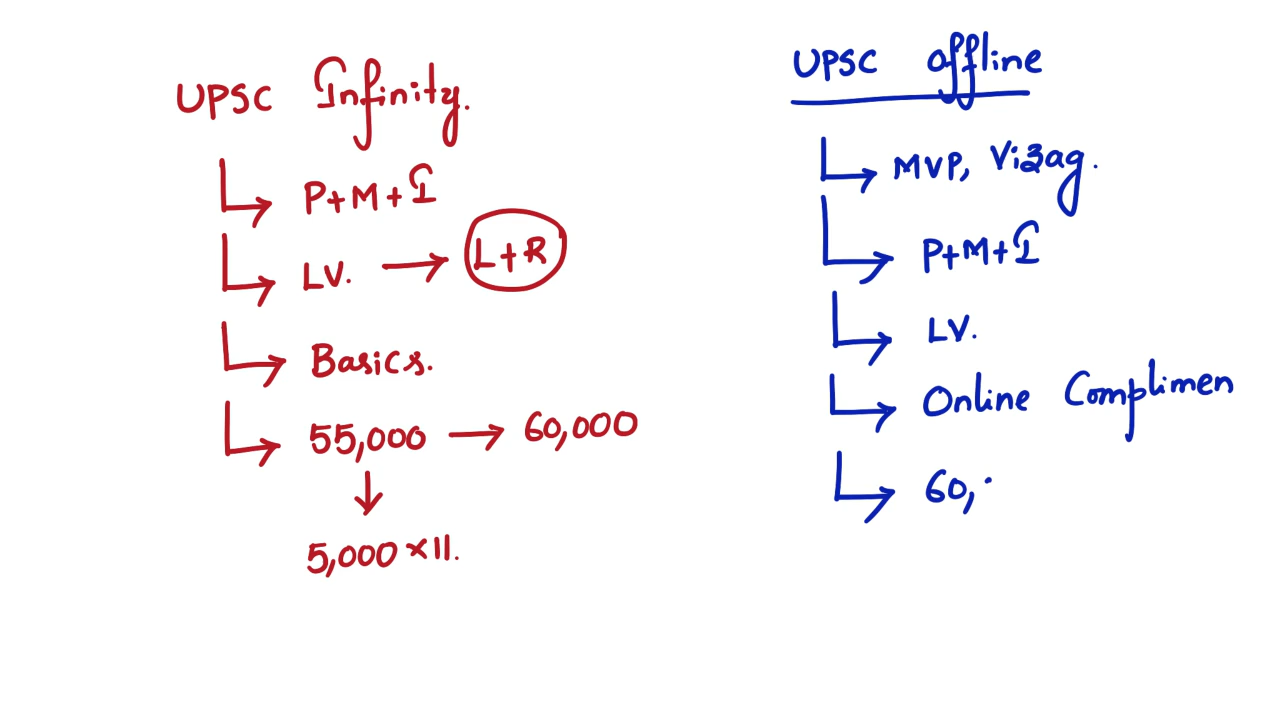 UPSC Infinity.
P+M+I
LV. → L+R
Basics.
55,000 → 60,000
↓
5,000 x 11.
UPSC offline
MVP, Vizag.
P+M+I
LV.
Online Complimen
60,